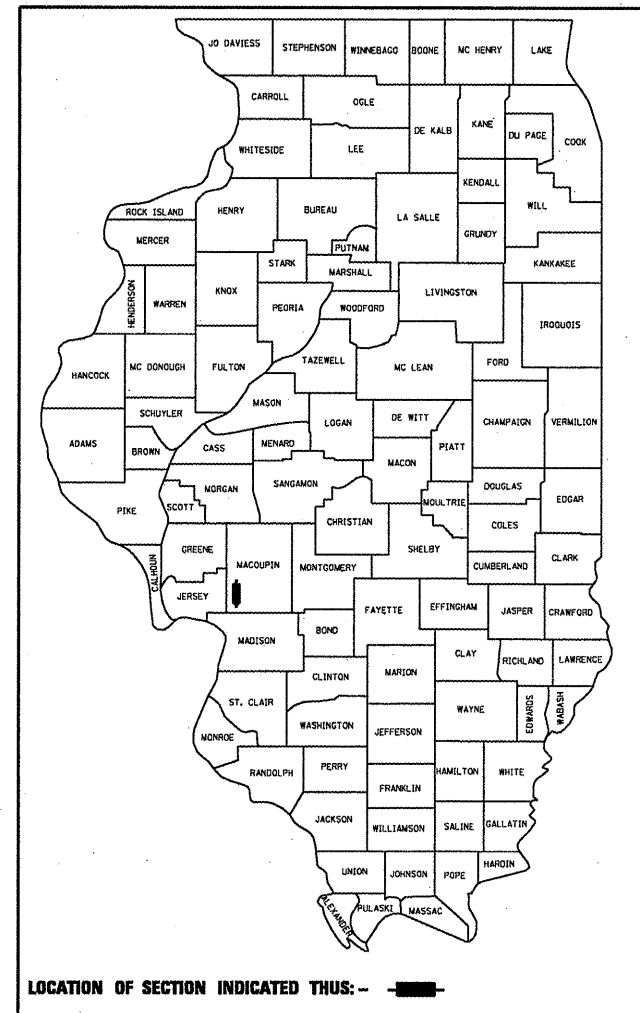 JO DAVIESS
STEPHENSON
WINNEBAGO
BOONE
MC HENRY
LAKE
CARROLL
OGLE
DE KALB
KANE
DU PAGE
COOK
WHITESIDE
LEE
KENDALL
WILL
ROCK ISLAND
HENRY
BUREAU
PUTNAM
LA SALLE
GRUNDY
KANKAKEE
MERCER
STARK
MARSHALL
HENDERSON
WARREN
KNOX
PEORIA
WOODFORD
LIVINGSTON
IROQUOIS
HANCOCK
MC DONOUGH
FULTON
TAZEWELL
MC LEAN
FORD
SCHUYLER
MASON
LOGAN
DE WITT
CHAMPAIGN
VERMILION
ADAMS
BROWN
CASS
MENARD
MACON
PIATT
PIKE
SCOTT
MORGAN
SANGAMON
CHRISTIAN
MOULTRIE
DOUGLAS
COLES
EDGAR
CALHOUN
GREENE
MACOUPIN
MONTGOMERY
SHELBY
CUMBERLAND
CLARK
JERSEY
MADISON
BOND
FAYETTE
EFFINGHAM
JASPER
CRAWFORD
CLINTON
MARION
CLAY
RICHLAND
LAWRENCE
ST. CLAIR
WASHINGTON
JEFFERSON
WAYNE
EDWARDS
WABASH
MONROE
RANDOLPH
PERRY
FRANKLIN
HAMILTON
WHITE
JACKSON
WILLIAMSON
SALINE
GALLATIN
UNION
JOHNSON
POPE
HARDIN
ALEXANDER
PULASKI
MASSAC
LOCATION OF SECTION INDICATED THUS: -